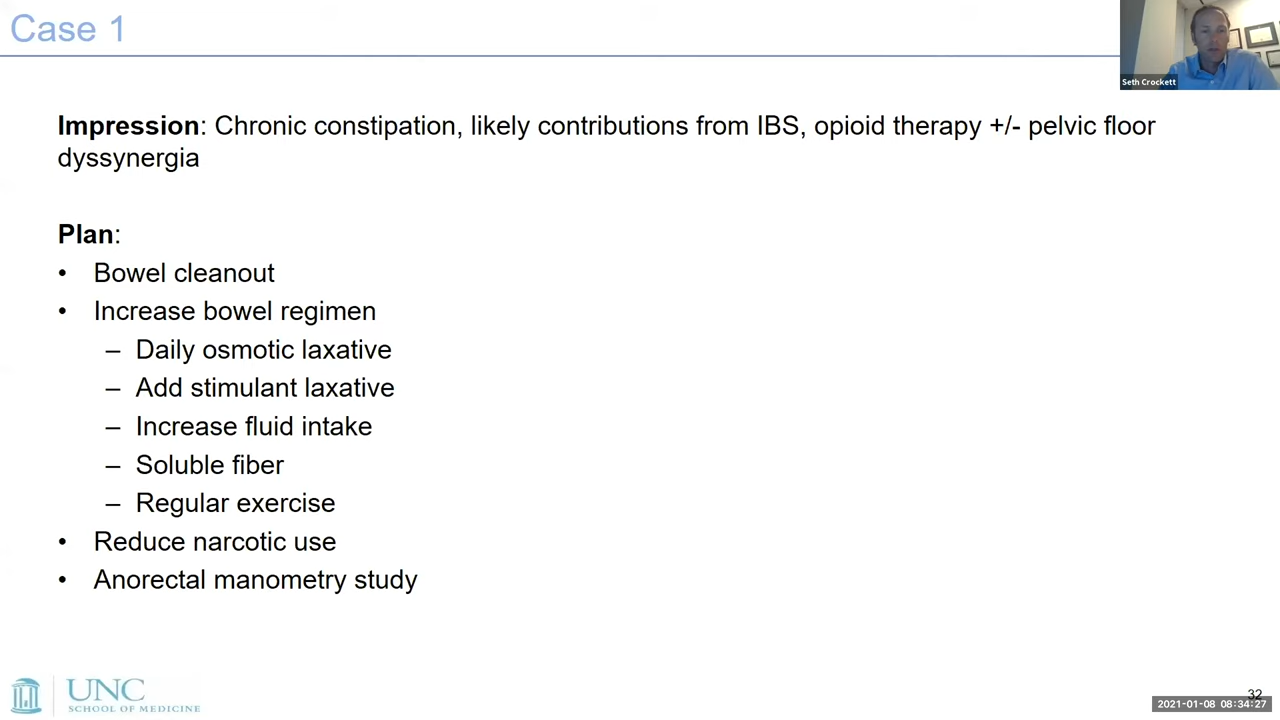 Case 1
Seth Crockett
Impression: Chronic constipation, likely contributions from IBS, opioid therapy +/- pelvic floor
dyssynergia
Plan:
• Bowel cleanout
• Increase bowel regimen
– Daily osmotic laxative
– Add stimulant laxative
– Increase fluid intake
– Soluble fiber
– Regular exercise
• Reduce narcotic use
• Anorectal manometry study
UNC
SCHOOL OF MEDICINE
32
2021-01-08 08:34:27